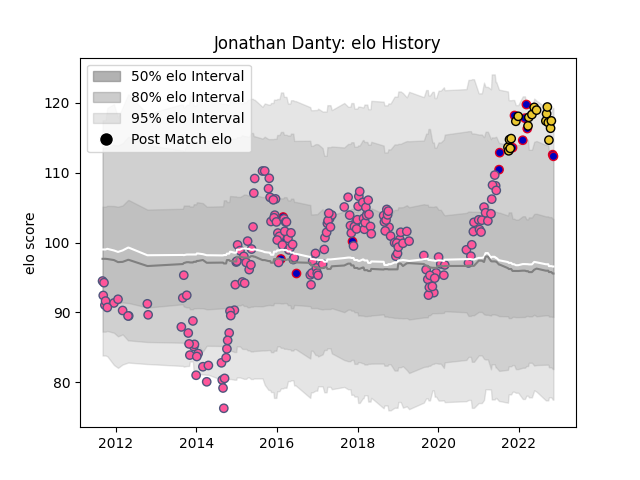 Jonathan Danty: elo History
50% elo Interval
80% elo Interval
95% elo Interval
Post Match elo
elo score
120
110
100
90
80
2012 2014 2016 2018 2020 2022